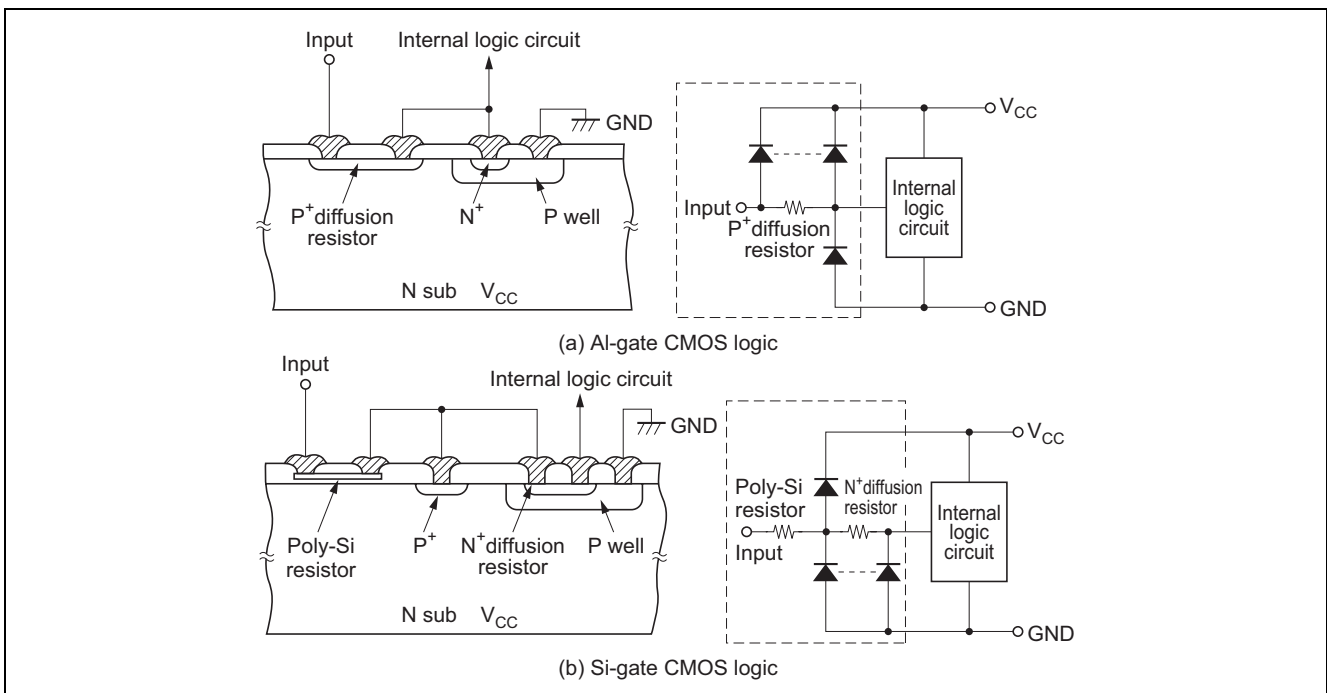 Input
Internal logic circuit
GND
P+ diffusion
resistor
N+
P well
N sub VCC
VCC
Input
P+ diffusion
resistor
Internal
logic
circuit
GND
(a) Al-gate CMOS logic
Input
Internal logic circuit
GND
Poly-Si
resistor
P+
N+ diffusion
resistor
P well
N sub VCC
VCC
Poly-Si
resistor
N+ diffusion
resistor
Input
Internal
logic
circuit
GND
(b) Si-gate CMOS logic